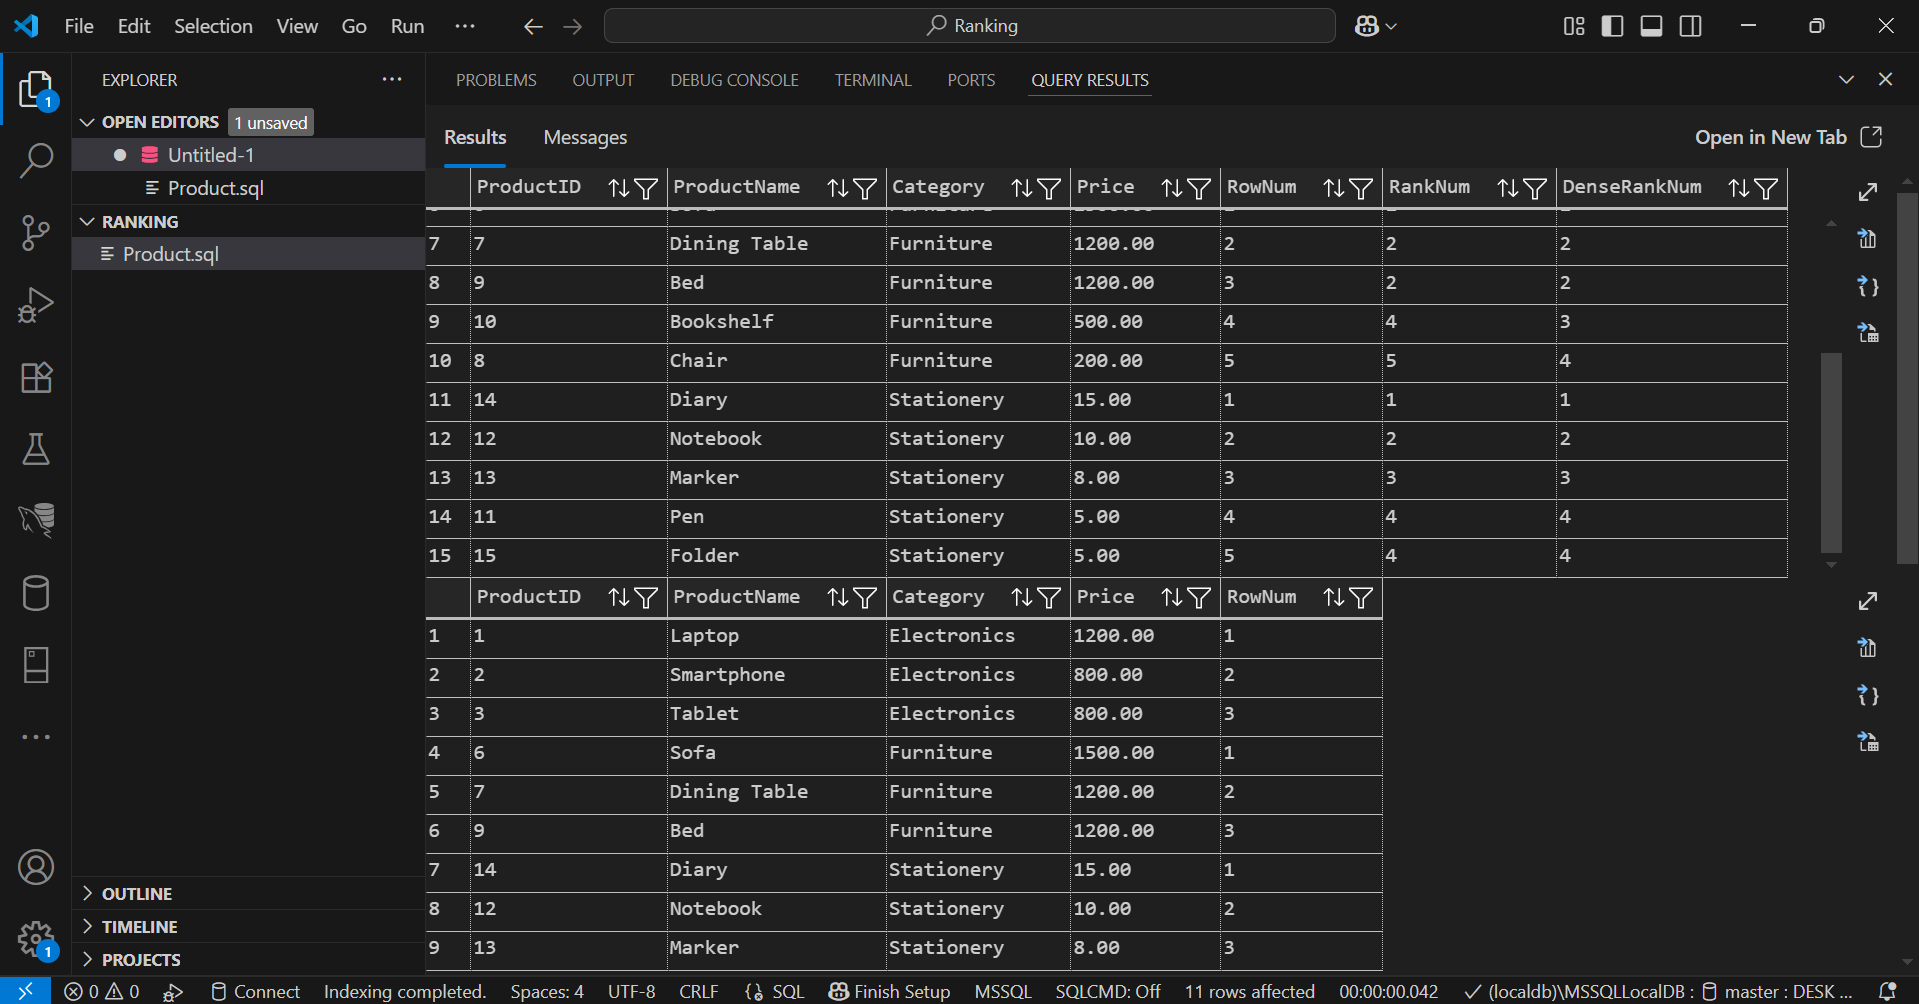 File Edit Selection View Go Run ··· Ranking
EXPLORER ···
PROBLEMS OUTPUT DEBUG CONSOLE TERMINAL PORTS QUERY RESULTS
OPEN EDITORS 1 unsaved
Untitled-1
Product.sql
RANKING
Product.sql
OUTLINE
TIMELINE
PROJECTS
1
1
Results Messages Open in New Tab
ProductID ProductName Category Price RowNum RankNum DenseRankNum
7 7 Dining Table Furniture 1200.00 2 2 2
8 9 Bed Furniture 1200.00 3 2 2
9 10 Bookshelf Furniture 500.00 4 4 3
10 8 Chair Furniture 200.00 5 5 4
11 14 Diary Stationery 15.00 1 1 1
12 12 Notebook Stationery 10.00 2 2 2
13 13 Marker Stationery 8.00 3 3 3
14 11 Pen Stationery 5.00 4 4 4
15 15 Folder Stationery 5.00 5 4 4
ProductID ProductName Category Price RowNum
1 1 Laptop Electronics 1200.00 1
2 2 Smartphone Electronics 800.00 2
3 3 Tablet Electronics 800.00 3
4 6 Sofa Furniture 1500.00 1
5 7 Dining Table Furniture 1200.00 2
6 9 Bed Furniture 1200.00 3
7 14 Diary Stationery 15.00 1
8 12 Notebook Stationery 10.00 2
9 13 Marker Stationery 8.00 3
0 0 Connect Indexing completed. Spaces: 4 UTF-8 CRLF {} SQL Finish Setup MSSQL SQLCMD: Off 11 rows affected 00:00:00.042 (localdb)\MSSQLLocalDB : master : DESK ...